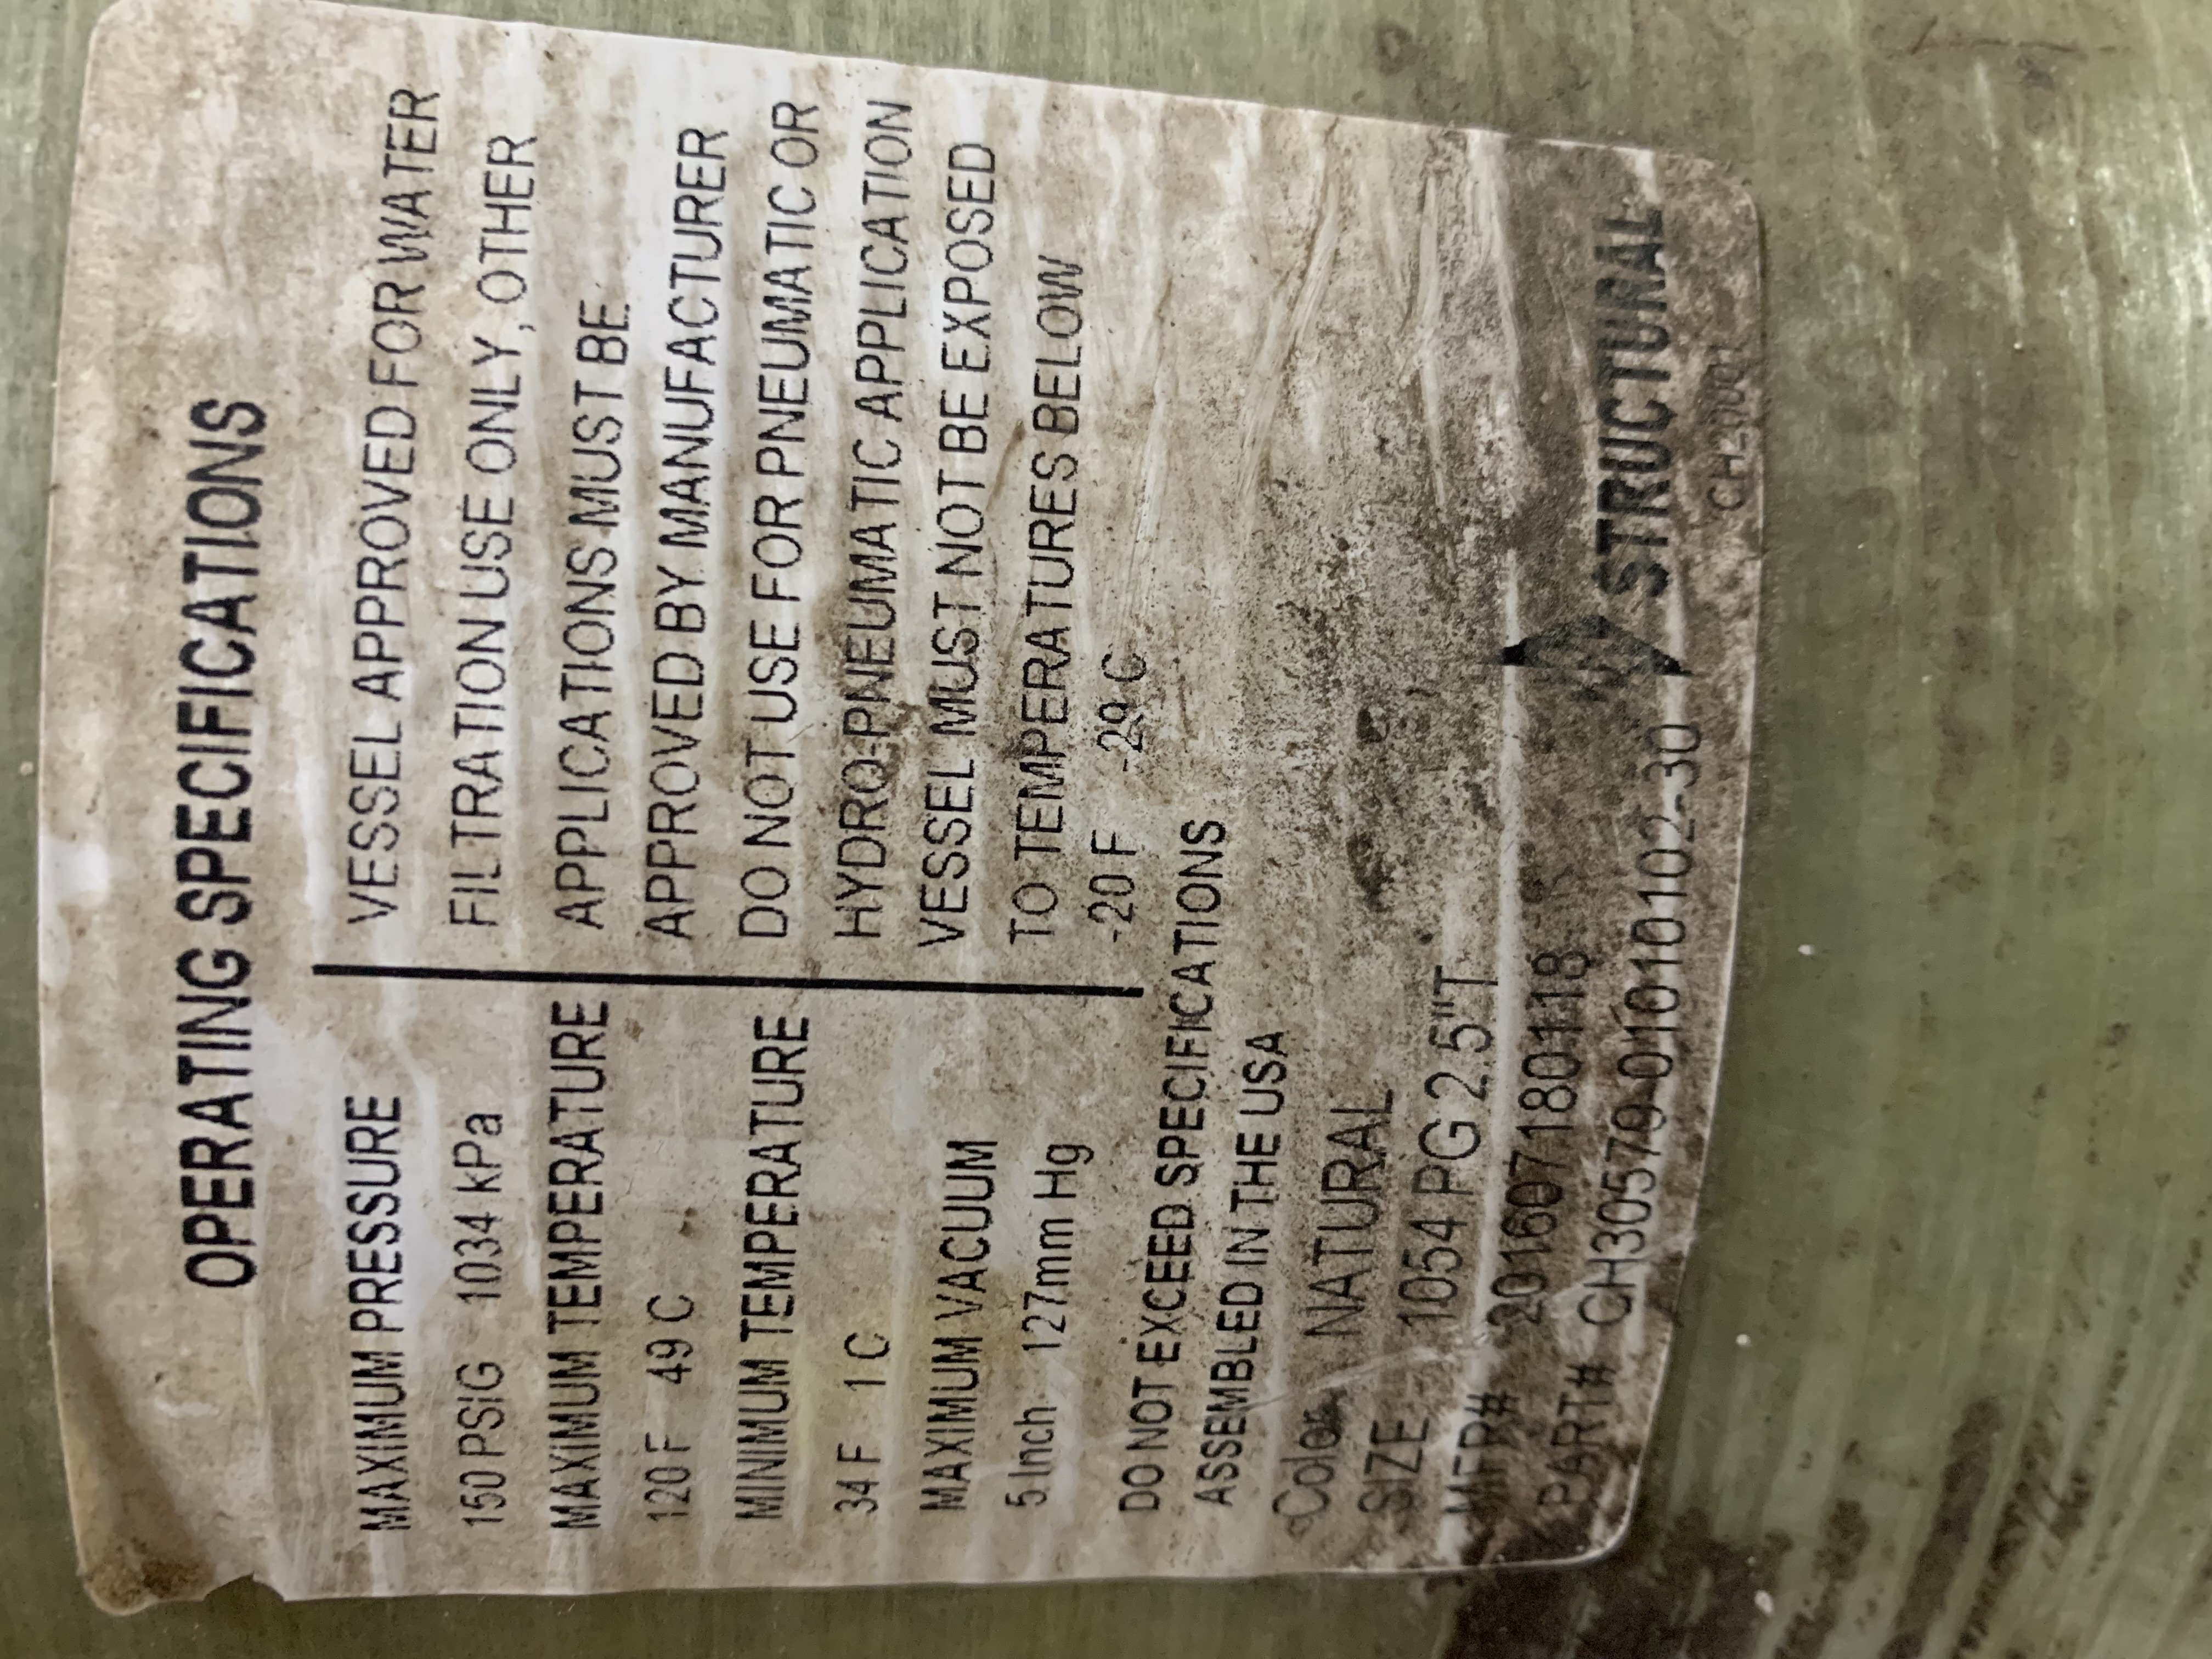 OPERATING SPECIFICATIONS
MAXIMUM PRESSURE
150 PSIG 1034 kPa
MAXIMUM TEMPERATURE
120 F 49 C
MINIMUM TEMPERATURE
34 F 1 C
MAXIMUM VACUUM
5 Inch 127mm Hg
VESSEL APPROVED FOR WATER
FILTRATION USE ONLY, OTHER
APPLICATIONS MUST BE
APPROVED BY MANUFACTURER
DO NOT USE FOR PNEUMATIC OR
HYDRO-PNEUMATIC APPLICATION
VESSEL MUST NOT BE EXPOSED
TO TEMPERATURES BELOW
-20 F -29 C
DO NOT EXCEED SPECIFICATIONS
ASSEMBLED IN THE USA
Color NATURAL
SIZE 1054 PG 2.5"T
MFR# 201607180118
PART# CH30579-01601010102-30
STRUCTURAL